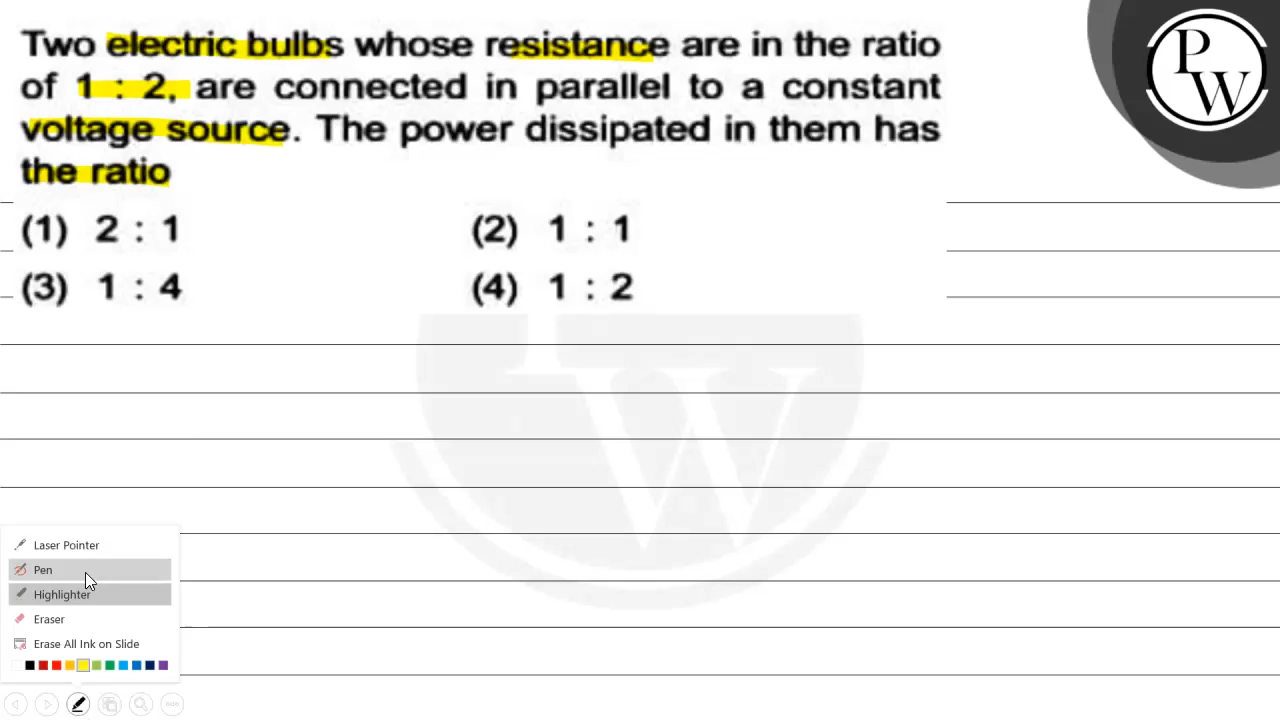 Two electric bulbs whose resistance are in the ratio
of 1 : 2, are connected in parallel to a constant
voltage source. The power dissipated in them has
the ratio
(1) 2 : 1 (2) 1 : 1
(3) 1 : 4 (4) 1 : 2
P
W
W
Laser Pointer
Pen
Highlighter
Eraser
Erase All Ink on Slide